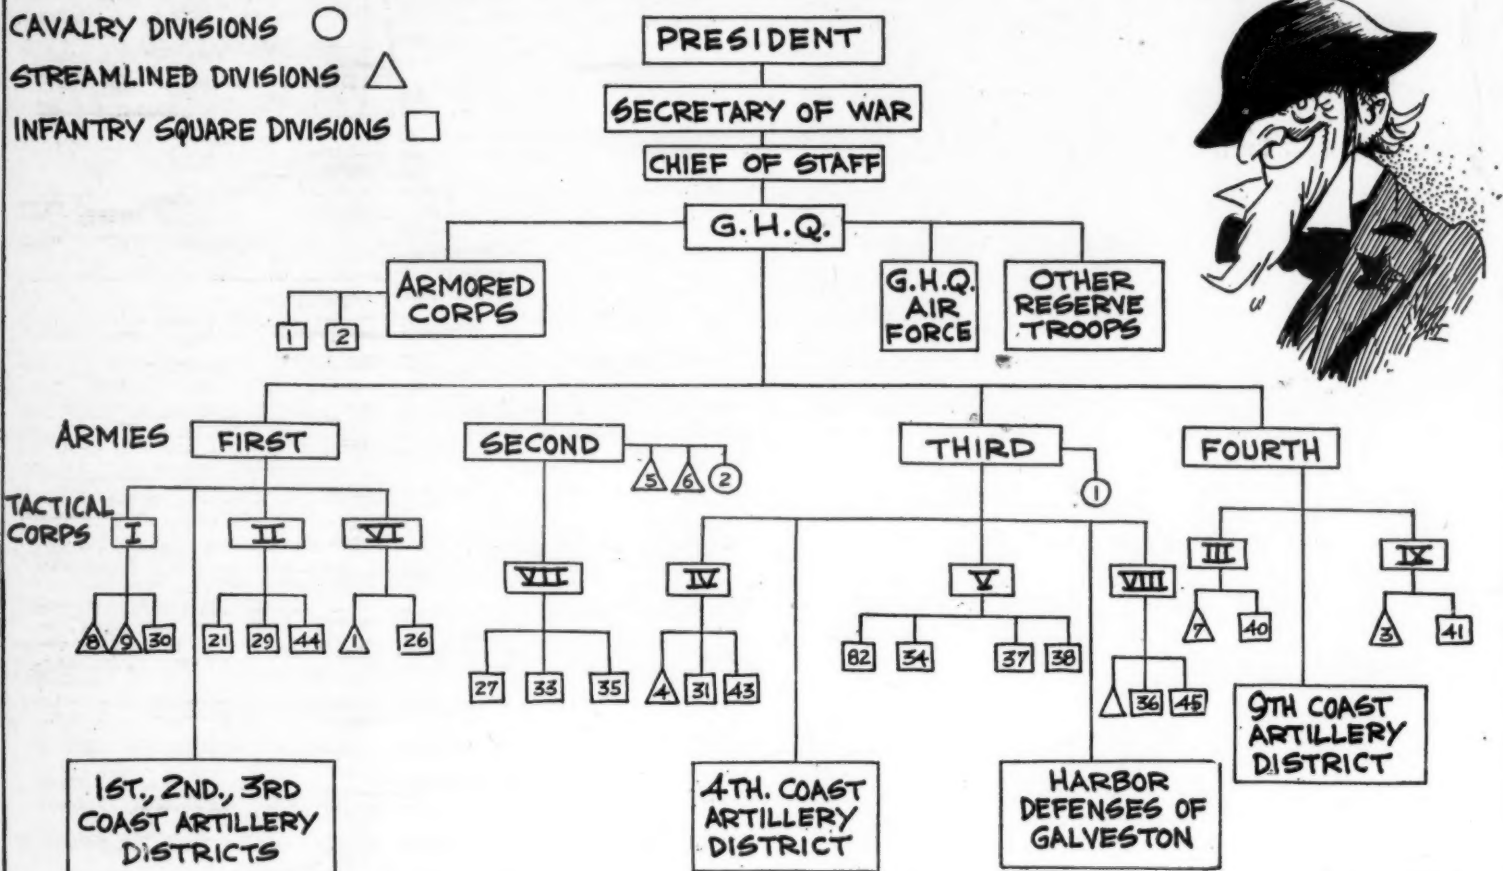 CAVALRY DIVISIONS
STREAMLINED DIVISIONS
INFANTRY SQUARE DIVISIONS
PRESIDENT
SECRETARY OF WAR
CHIEF OF STAFF
G.H.Q.
ARMORED
CORPS
1 2
G.H.Q.
AIR
FORCE
OTHER
RESERVE
TROOPS
ARMIES
FIRST
SECOND
5 6 2
THIRD
1
FOURTH
TACTICAL
CORPS
I
II
VI
VII
IV
V
VIII
III
IX
8 9 30
21 29 44
1 26
27 33 35
4 31 43
82 34 37 38
36 45
7 40
3 41
1ST., 2ND., 3RD
COAST ARTILLERY
DISTRICTS
4TH. COAST
ARTILLERY
DISTRICT
HARBOR
DEFENSES OF
GALVESTON
9TH COAST
ARTILLERY
DISTRICT